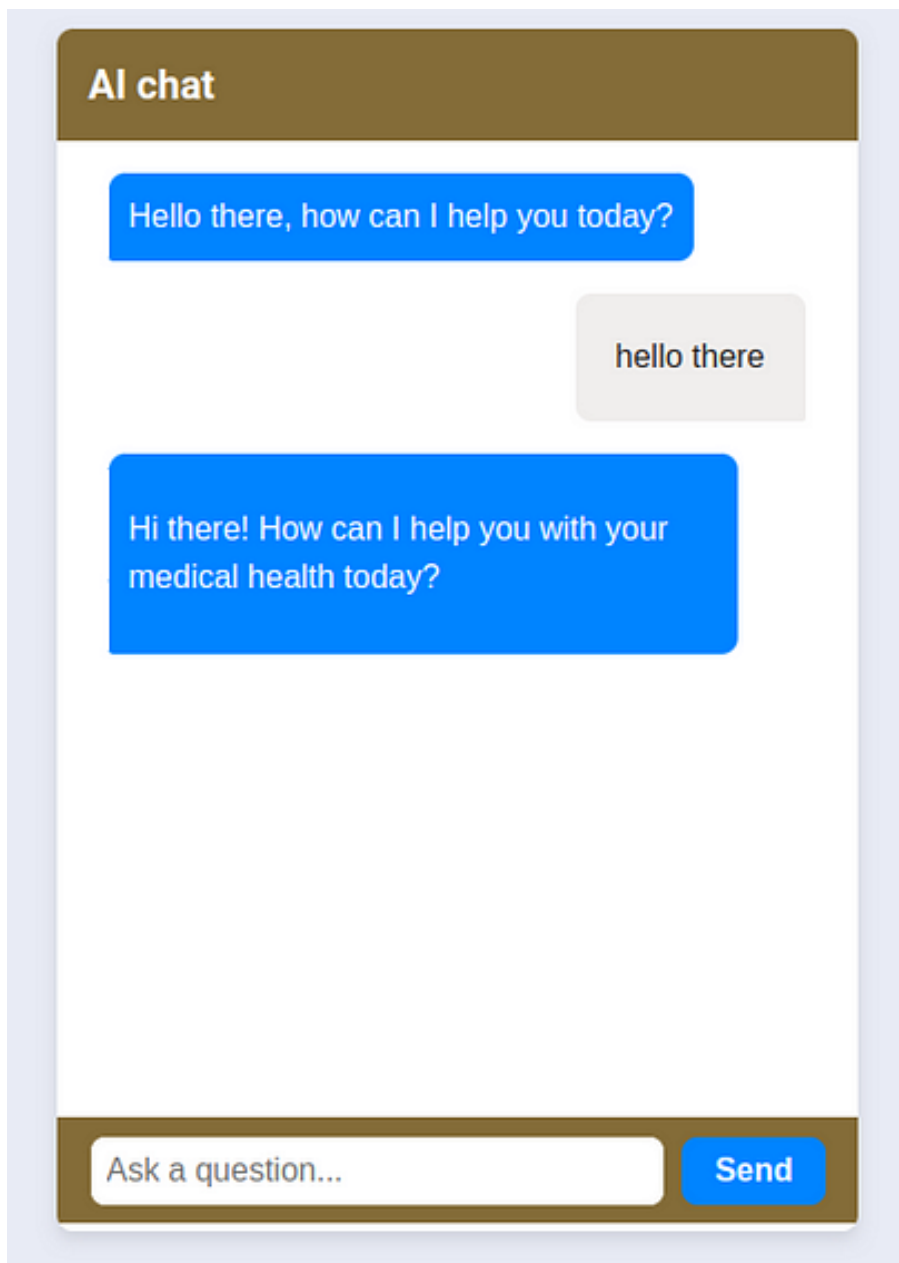 AI chat
Hello there, how can I help you today?
hello there
Hi there! How can I help you with your
medical health today?
Ask a question...
Send